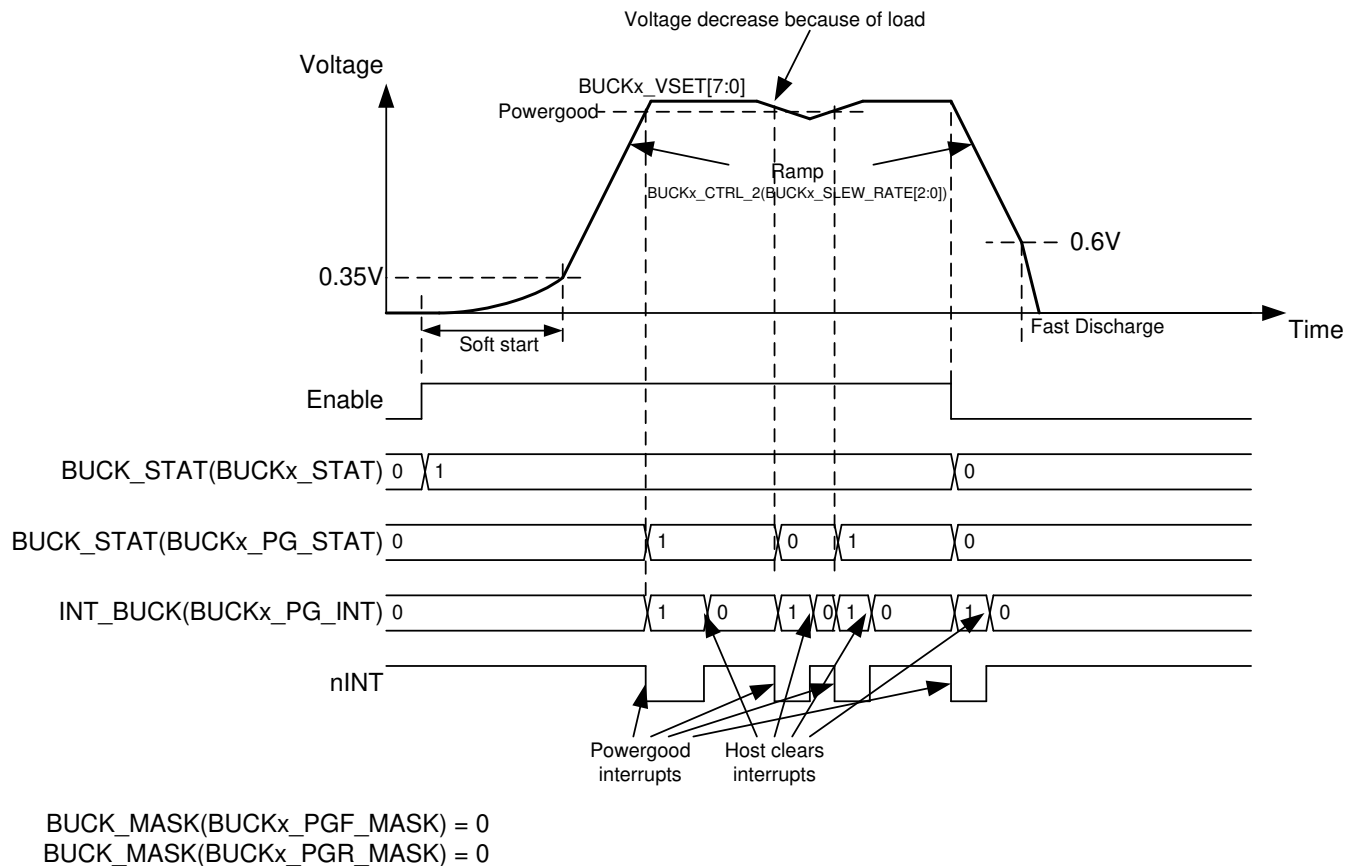 Voltage decrease because of load
Voltage
BUCKx_VSET[7:0]
Powergood
Ramp
BUCKx_CTRL_2(BUCKx_SLEW_RATE[2:0])
0.6V
0.35V
Soft start
Fast Discharge
Time
Enable
BUCK_STAT(BUCKx_STAT) 0 1 0
BUCK_STAT(BUCKx_PG_STAT) 0 1 0 1 0
INT_BUCK(BUCKx_PG_INT) 0 1 0 1 0 1 0 1 0
nINT
Powergood
interrupts
Host clears
interrupts
BUCK_MASK(BUCKx_PGF_MASK) = 0
BUCK_MASK(BUCKx_PGR_MASK) = 0